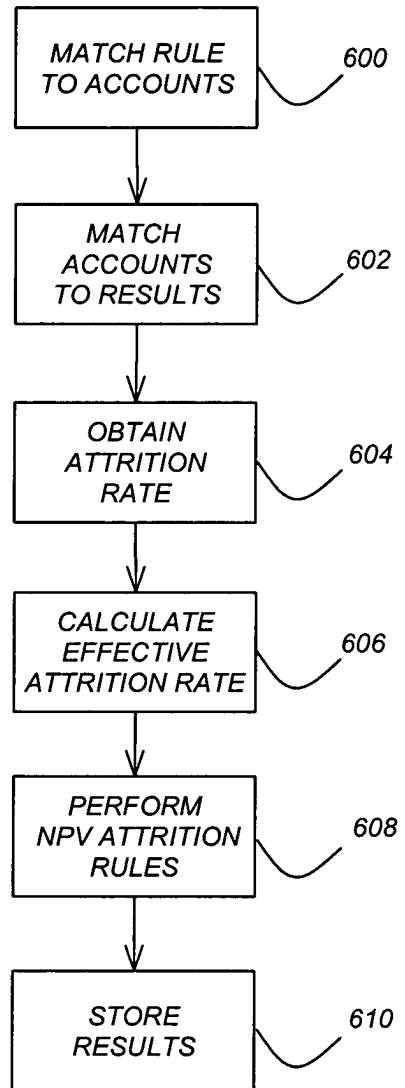 MATCH RULE
TO ACCOUNTS
600
MATCH
ACCOUNTS
TO RESULTS
602
OBTAIN
ATTRITION
RATE
604
CALCULATE
EFFECTIVE
ATTRITION RATE
606
PERFORM
NPV ATTRITION
RULES
608
STORE
RESULTS
610